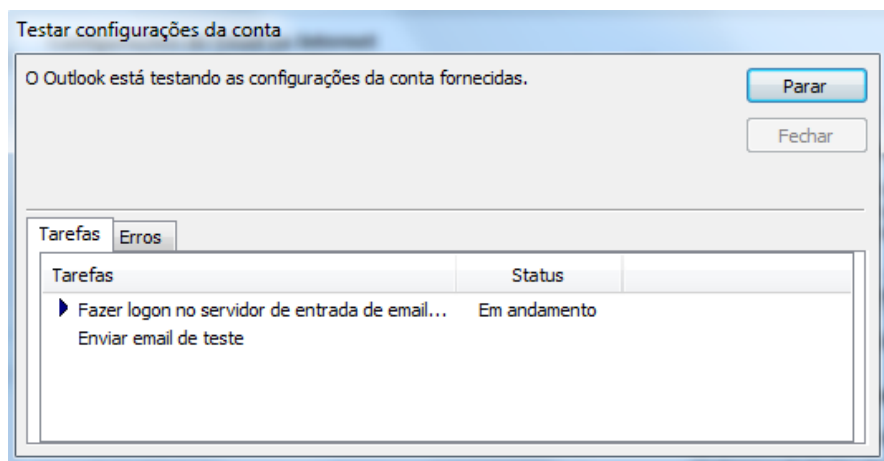 Testar configurações da conta
O Outlook está testando as configurações da conta fornecidas.
Parar
Fechar
Tarefas Erros
Tarefas Status
Fazer logon no servidor de entrada de email... Em andamento
Enviar email de teste